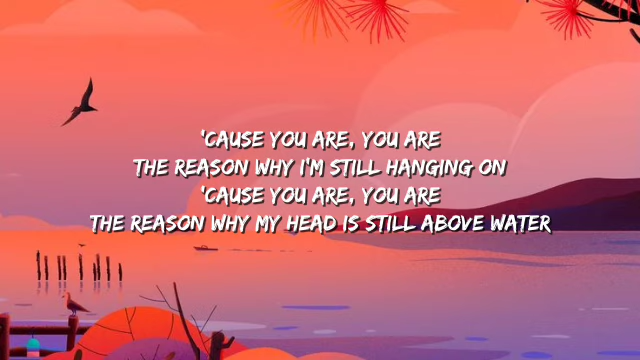 'CAUSE YOU ARE, YOU ARE
THE REASON WHY I'M STILL HANGING ON
'CAUSE YOU ARE, YOU ARE
THE REASON WHY MY HEAD IS STILL ABOVE WATER